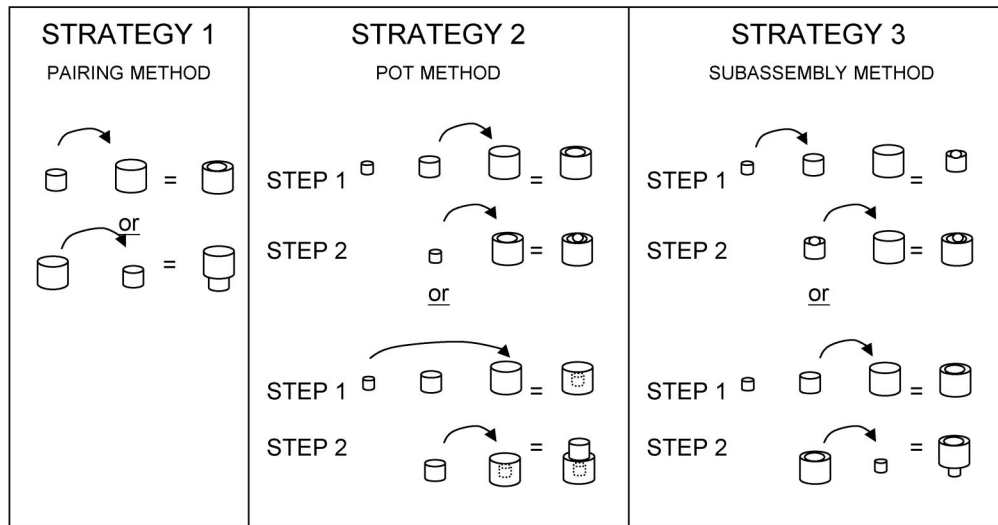 STRATEGY 1
PAIRING METHOD
=
or
=
STRATEGY 2
POT METHOD
STEP 1 =
STEP 2 =
or
STEP 1 =
STEP 2 =
STRATEGY 3
SUBASSEMBLY METHOD
STEP 1 =
STEP 2 =
or
STEP 1 =
STEP 2 =